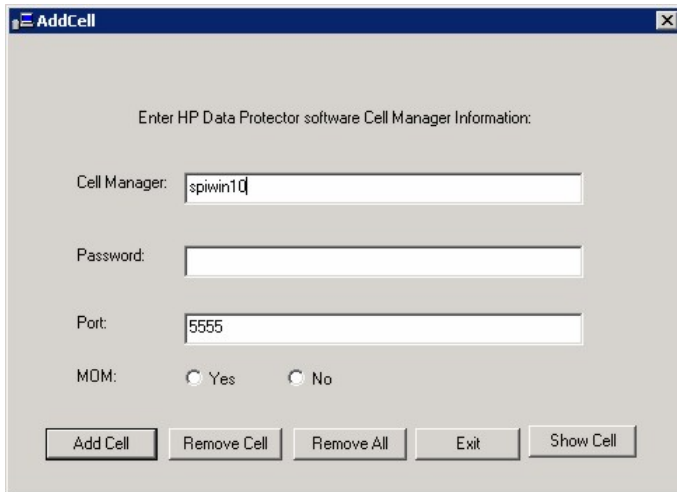 AddCell
Enter HP Data Protector software Cell Manager Information:
Cell Manager: spiwin10
Password:
Port: 5555
MOM: Yes No
Add Cell Remove Cell Remove All Exit Show Cell